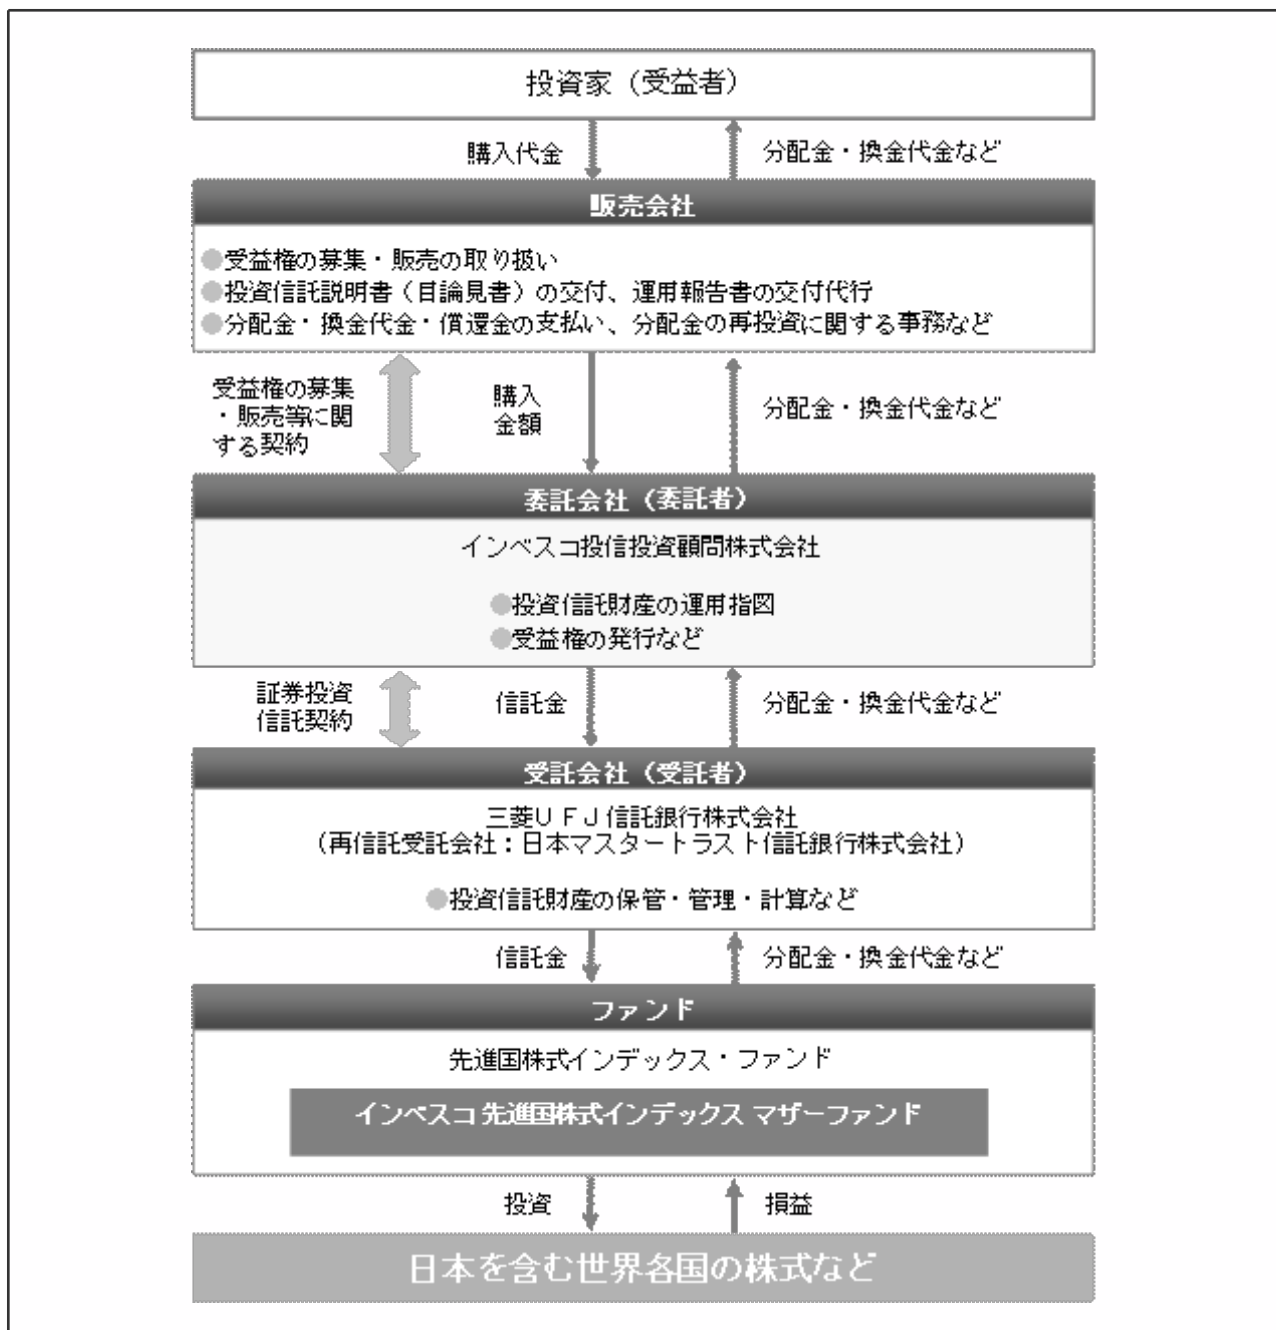 投資家（受益者）
購入代金
分配金・換金代金など
販売会社
●受益権の募集・販売の取り扱い
●投資信託説明書（目論見書）の交付、運用報告書の交付代行
●分配金・換金代金・償還金の支払い、分配金の再投資に関する事務など
受益権の募集
・販売等に関
する契約
購入
金額
分配金・換金代金など
委託会社（委託者）
インベスコ投信投資顧問株式会社
●投資信託財産の運用指図
●受益権の発行など
証券投資
信託契約
信託金
分配金・換金代金など
受託会社（受託者）
三菱ＵＦＪ信託銀行株式会社
（再信託受託会社：日本マスタートラスト信託銀行株式会社）
●投資信託財産の保管・管理・計算など
信託金
分配金・換金代金など
ファンド
先進国株式インデックス・ファンド
インベスコ 先進国株式インデックス マザーファンド
投資
損益
日本を含む世界各国の株式など